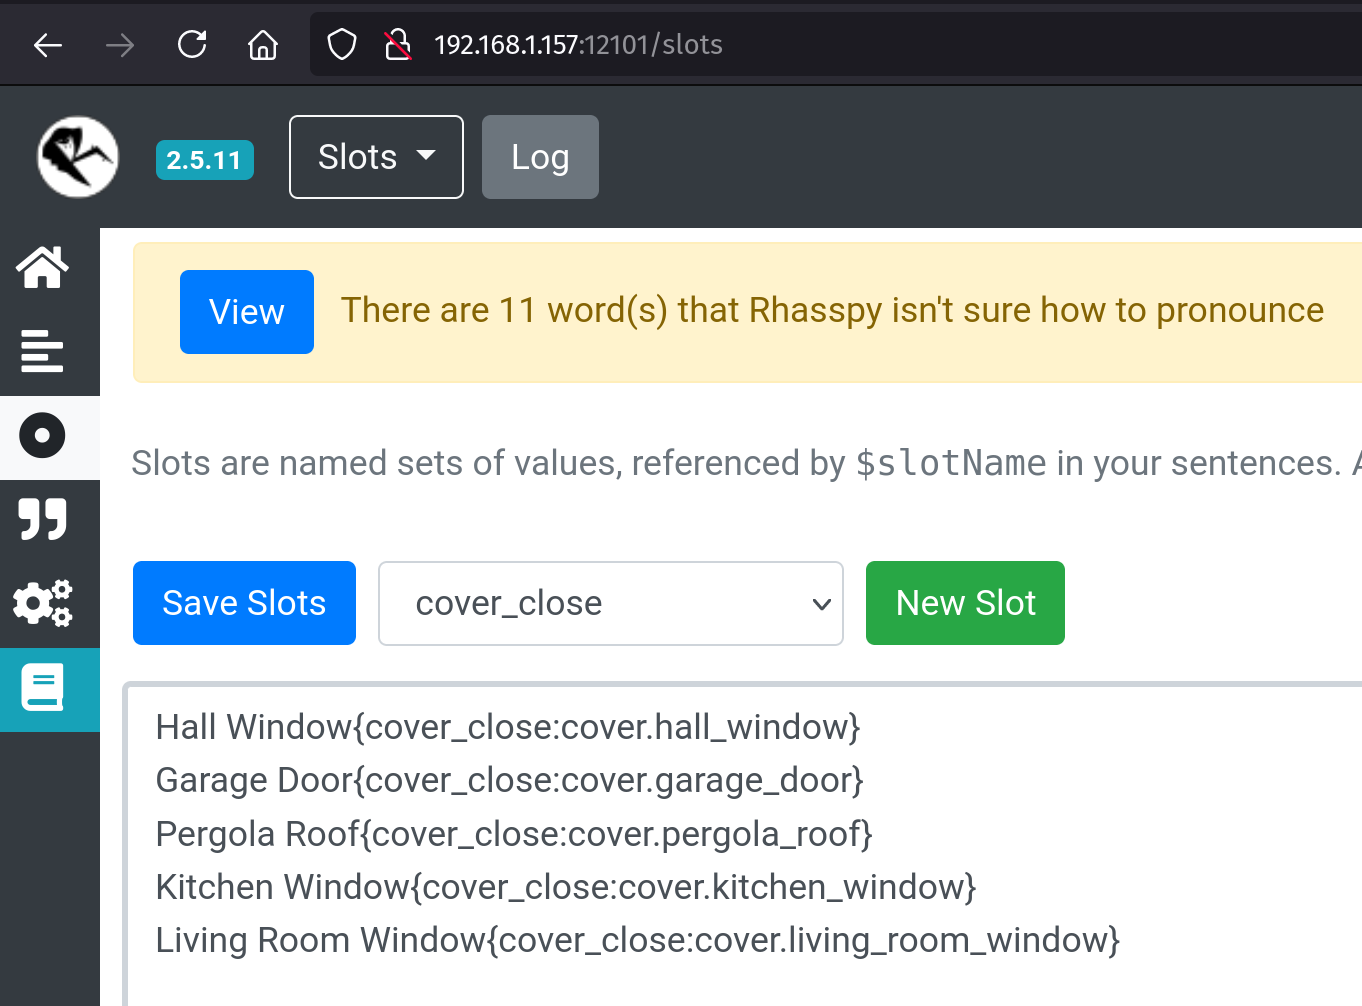 192.168.1.157:12101/slots
2.5.11 Slots Log
View There are 11 word(s) that Rhasspy isn't sure how to pronounce
Slots are named sets of values, referenced by $slotName in your sentences.
Save Slots cover_close New Slot
Hall Window{cover_close:cover.hall_window}
Garage Door{cover_close:cover.garage_door}
Pergola Roof{cover_close:cover.pergola_roof}
Kitchen Window{cover_close:cover.kitchen_window}
Living Room Window{cover_close:cover.living_room_window}